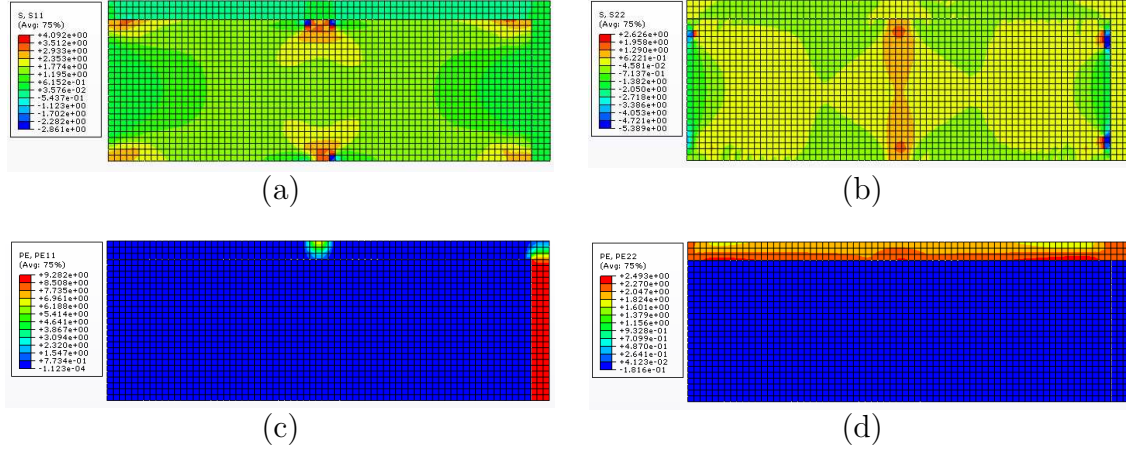 S, S11
(Avg: 75%)
+4.092e+00
+3.512e+00
+2.933e+00
+2.353e+00
+1.774e+00
+1.195e+00
+6.152e-01
+3.576e-02
-5.437e-01
-1.123e+00
-1.702e+00
-2.282e+00
-2.861e+00
(a)
S, S22
(Avg: 75%)
+2.626e+00
+1.958e+00
+1.290e+00
+6.221e-01
-4.581e-02
-7.137e-01
-1.382e+00
-2.050e+00
-2.718e+00
-3.386e+00
-4.053e+00
-4.721e+00
-5.389e+00
(b)
PE, PE11
(Avg: 75%)
+9.282e+00
+8.508e+00
+7.735e+00
+6.961e+00
+6.188e+00
+5.414e+00
+4.641e+00
+3.867e+00
+3.094e+00
+2.320e+00
+1.547e+00
+7.734e-01
-1.123e-04
(c)
PE, PE22
(Avg: 75%)
+2.493e+00
+2.270e+00
+2.047e+00
+1.824e+00
+1.601e+00
+1.379e+00
+1.156e+00
+9.328e-01
+7.099e-01
+4.870e-01
+2.641e-01
+4.123e-02
-1.816e-01
(d)